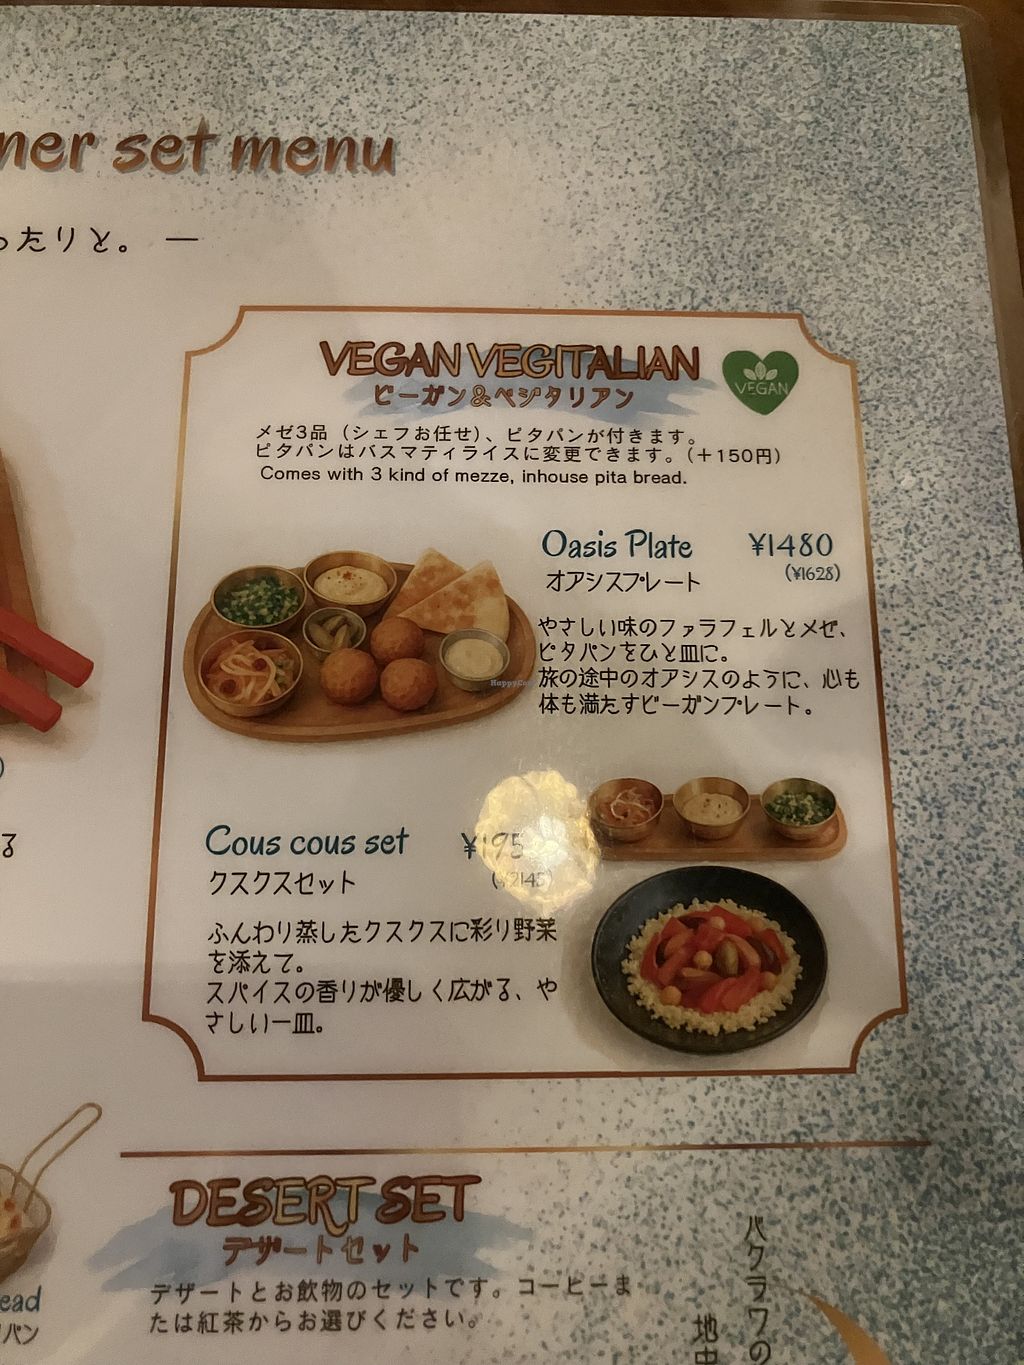 ner set menu
ったりと。 ―
VEGAN VEGITALIAN
ビーガン&ベジタリアン
VEGAN
メゼ3品（シェフお任せ）、ピタパンが付きます。
ピタパンはバスマティライスに変更できます。（＋150円）
Comes with 3 kind of mezze, inhouse pita bread.
Oasis Plate ¥1480
オアシスプレート (¥1628)
やさしい味のファラフェルとメゼ、
ピタパンをひと皿に。
旅の途中のオアシスのように、心も
体も満たすビーガンプレート。
HappyCow
Cous cous set
クスクスセット
ふんわり蒸したクスクスに彩り野菜
を添えて。
スパイスの香りが優しく広がる、や
さしい一皿。
る
DESERT SET
デザートセット
デザートとお飲物のセットです。コーヒーま
たは紅茶からお選びください。
ead
パン
バクラワの
地中